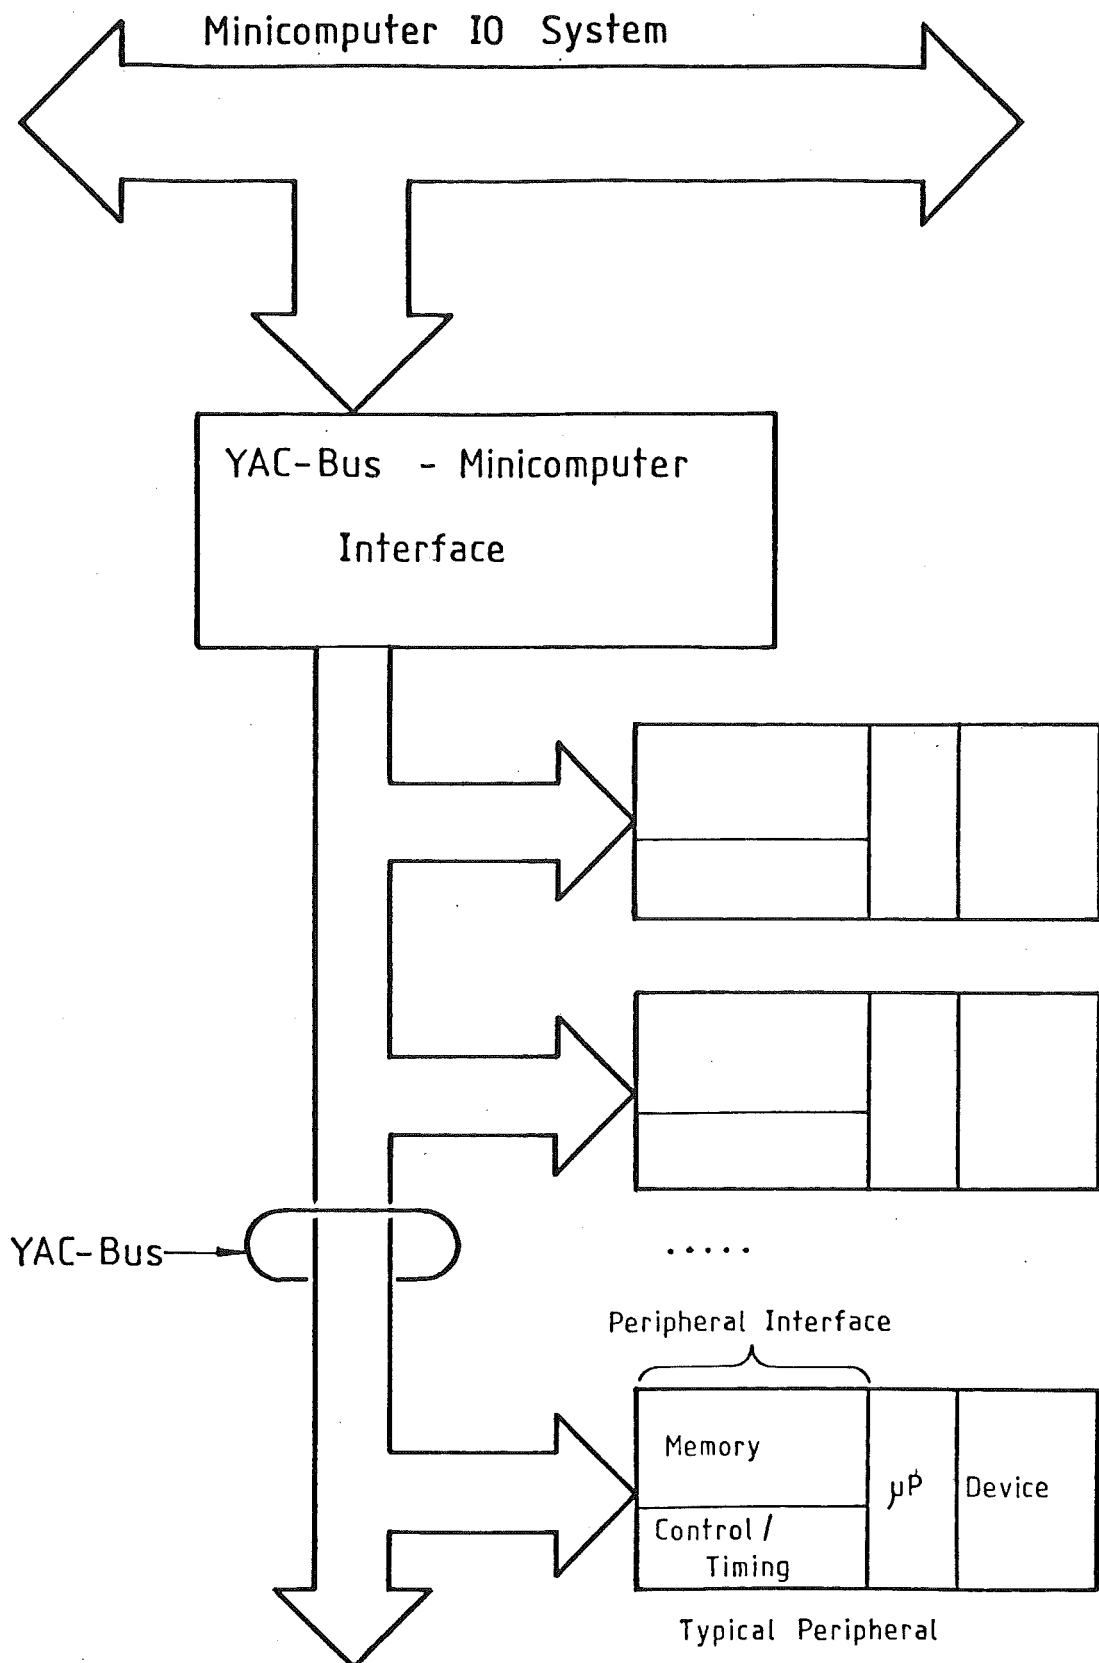 Minicomputer IO System
YAC-Bus - Minicomputer
Interface
YAC-Bus
.....
Peripheral Interface
Memory
μP
Device
Control /
Timing
Typical Peripheral